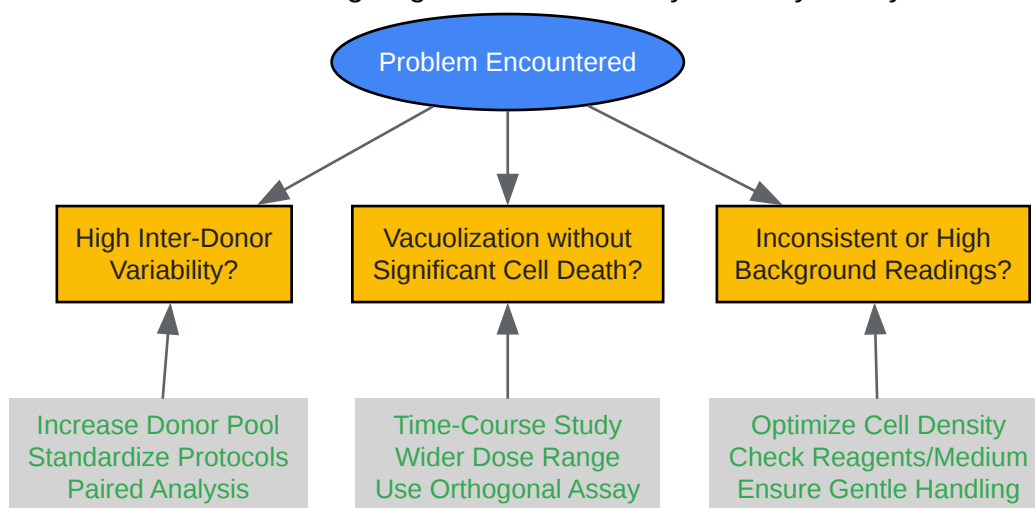 Problem Encountered
High Inter-Donor
Variability?
Vacuolization without
Significant Cell Death?
Inconsistent or High
Background Readings?
Increase Donor Pool
Standardize Protocols
Paired Analysis
Time-Course Study
Wider Dose Range
Use Orthogonal Assay
Optimize Cell Density
Check Reagents/Medium
Ensure Gentle Handling